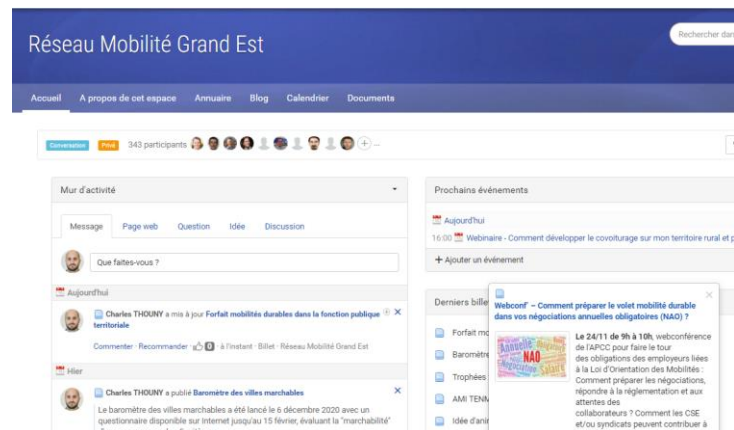 Réseau Mobilité Grand Est
Rechercher dan
Accueil A propos de cet espace Annuaire Blog Calendrier Documents
Conversation Privé 343 participants
Mur d'activité
Message Page web Question Idée Discussion
Que faites-vous ?
Aujourd'hui
Charles THOUNY a mis à jour Forfait mobilités durables dans la fonction publique
territoriale
Commenter · Recommander · 0 · à l'instant · Billet · Réseau Mobilité Grand Est
Hier
Charles THOUNY a publié Baromètre des villes marchables
Le baromètre des villes marchables a été lancé le 6 décembre 2020 avec un
questionnaire disponible sur Internet jusqu'au 15 février, évaluant la "marchabilité"
Prochains événements
Aujourd'hui
16:00 Webinaire - Comment développer le covoiturage sur mon territoire rural et p
+ Ajouter un événement
Derniers bille
Forfait mo
Baromètre
Trophées
AMI TENM
Idée d'anir
Webconf' – Comment préparer le volet mobilité durable
dans vos négociations annuelles obligatoires (NAO) ?
Annuelle
NAO
Négociation Salaire
Le 24/11 de 9h à 10h, webconférence
de l'APCC pour faire le tour
des obligations des employeurs liées
à la Loi d'Orientation des Mobilités :
Comment préparer les négociations,
répondre à la réglementation et aux
attentes des
collaborateurs ? Comment les CSE
et/ou syndicats peuvent contribuer à